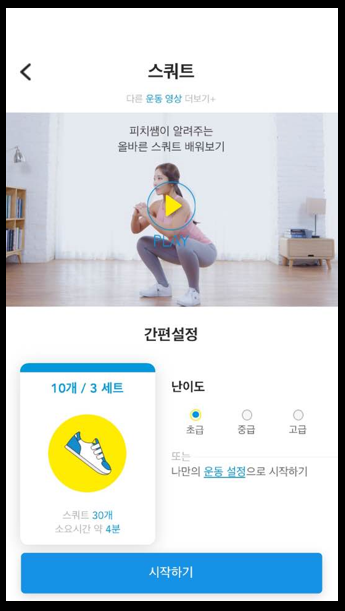 스쿼트
다른 운동 영상 더보기+
피치쌤이 알려주는
올바른 스쿼트 배워보기
PLAY
간편설정
10개 / 3 세트
스쿼트 30개
소요시간 약 4분
난이도
초급 중급 고급
또는
나만의 운동 설정으로 시작하기
시작하기